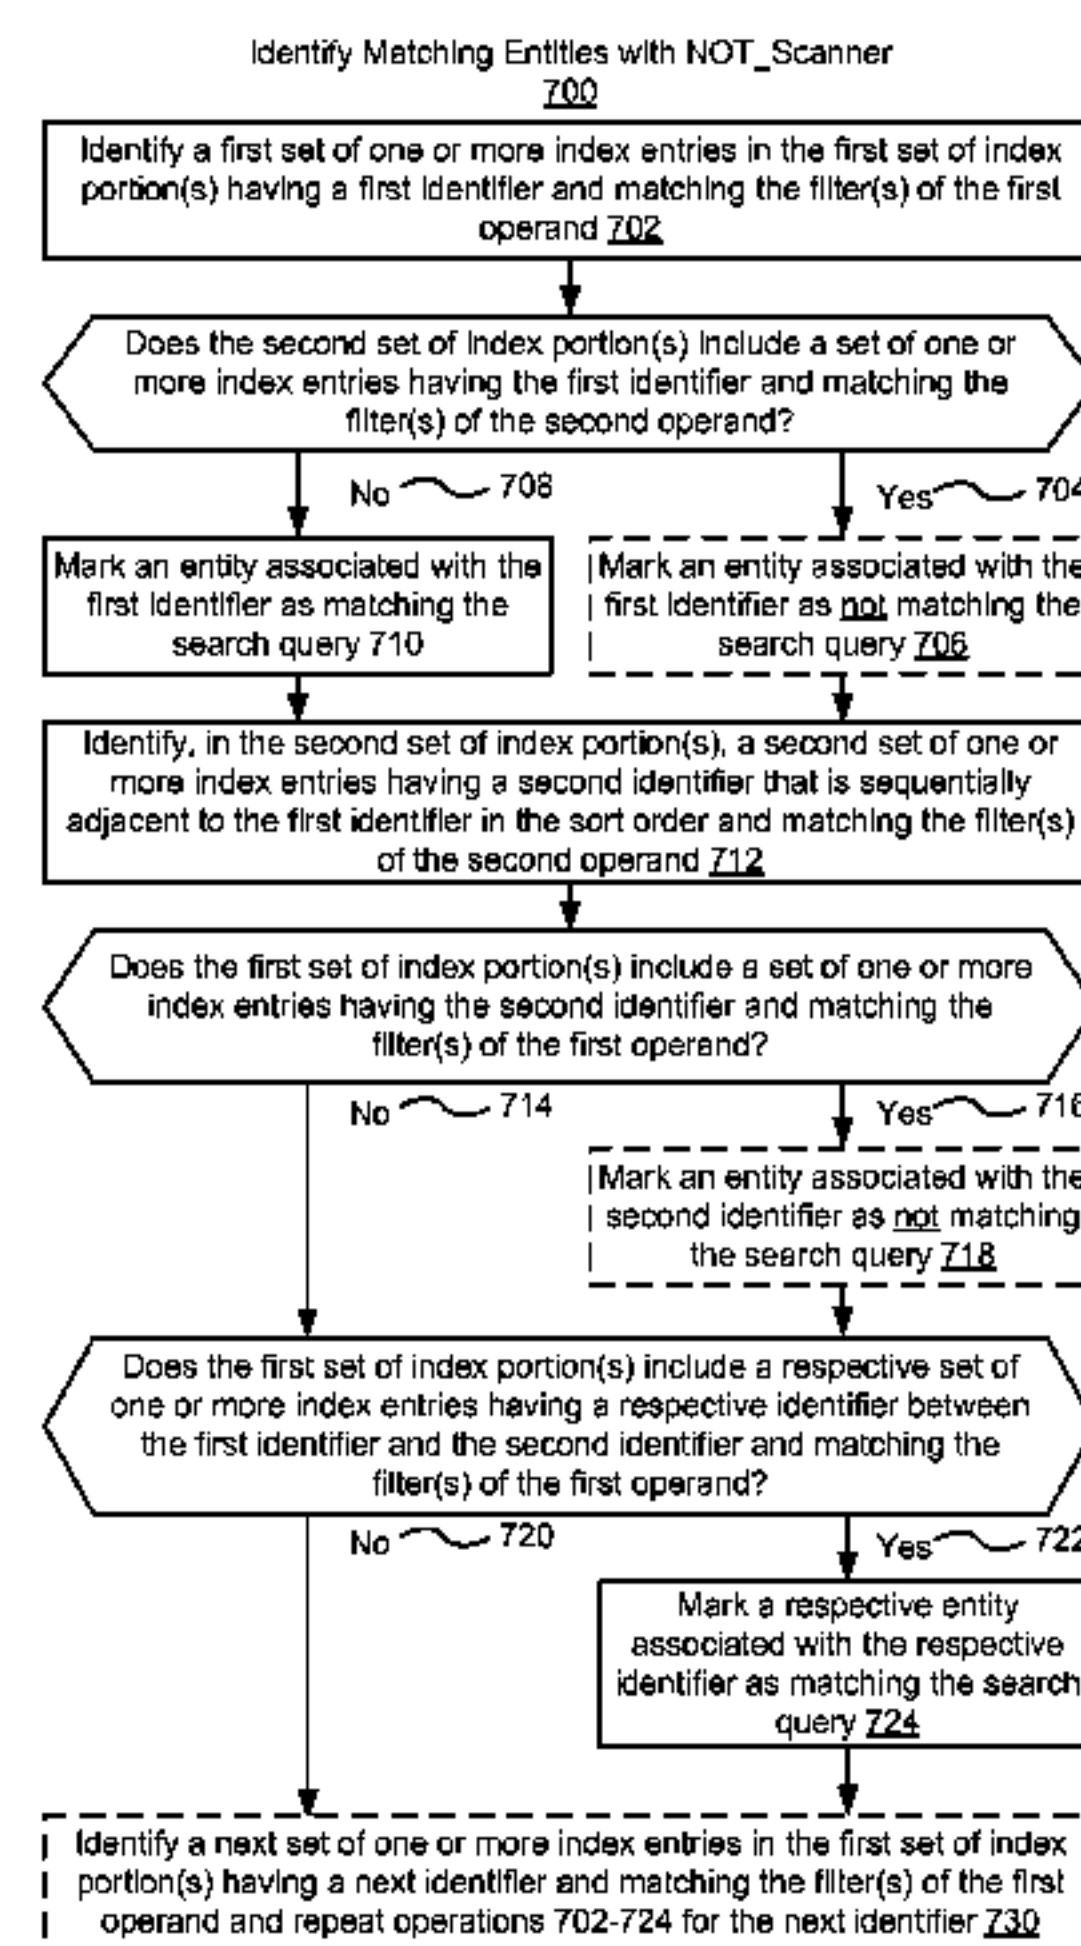 Identify Matching Entities with NOT_Scanner
700
Identify a first set of one or more index entries in the first set of index
portion(s) having a first identifier and matching the filter(s) of the first
operand 702
Does the second set of index portion(s) include a set of one or
more index entries having the first identifier and matching the
filter(s) of the second operand?
No 708
Yes 704
Mark an entity associated with the
first identifier as matching the
search query 710
Mark an entity associated with the
first identifier as not matching the
search query 706
Identify, in the second set of index portion(s), a second set of one or
more index entries having a second identifier that is sequentially
adjacent to the first identifier in the sort order and matching the filter(s)
of the second operand 712
Does the first set of index portion(s) include a set of one or more
index entries having the second identifier and matching the
filter(s) of the first operand?
No 714
Yes 716
Mark an entity associated with the
second identifier as not matching
the search query 718
Does the first set of index portion(s) include a respective set of
one or more index entries having a respective identifier between
the first identifier and the second identifier and matching the
filter(s) of the first operand?
No 720
Yes 722
Mark a respective entity
associated with the respective
identifier as matching the search
query 724
Identify a next set of one or more index entries in the first set of index
portion(s) having a next identifier and matching the filter(s) of the first
operand and repeat operations 702-724 for the next identifier 730